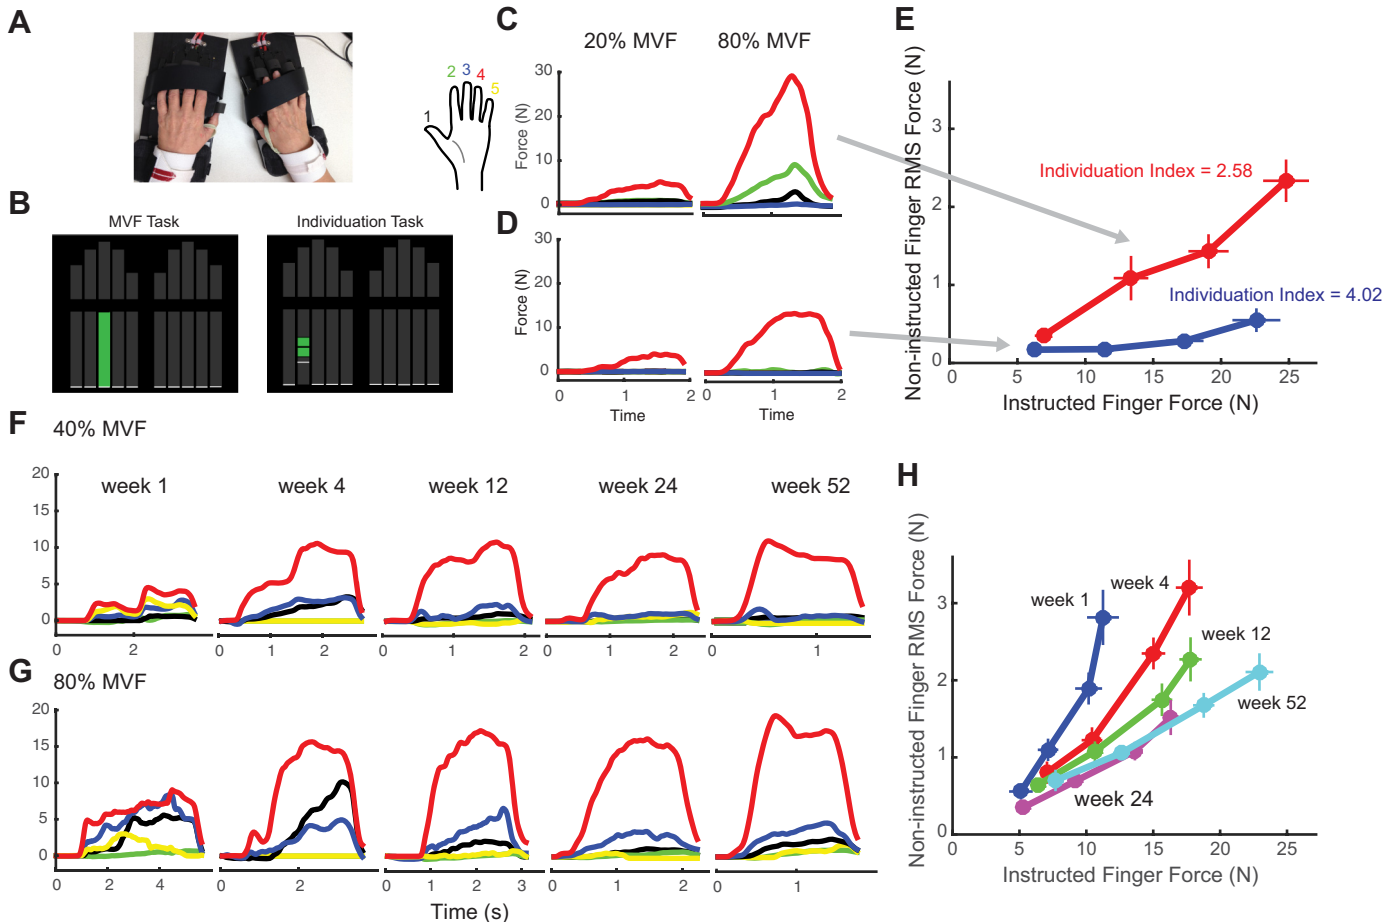 A
1
2
3
4
5
B
MVF Task
Individuation Task
C
20% MVF
80% MVF
Force (N)
30
20
10
0
1
1
D
Force (N)
30
20
10
0
0
1
2
0
1
2
Time
Time
E
Non-instructed Finger RMS Force (N)
3
2
1
0
0
5
10
15
20
25
Instructed Finger Force (N)
Individuation Index = 2.58
Individuation Index = 4.02
F
40% MVF
20
15
10
5
0
week 1
week 4
week 12
week 24
week 52
0
2
0
1
2
0
1
2
0
1
2
0
1
G
80% MVF
20
15
10
5
0
0
2
4
0
2
0
1
2
3
0
1
2
0
1
Time (s)
H
Non-instructed Finger RMS Force (N)
3
2
1
0
0
5
10
15
20
25
Instructed Finger Force (N)
week 1
week 4
week 12
week 52
week 24